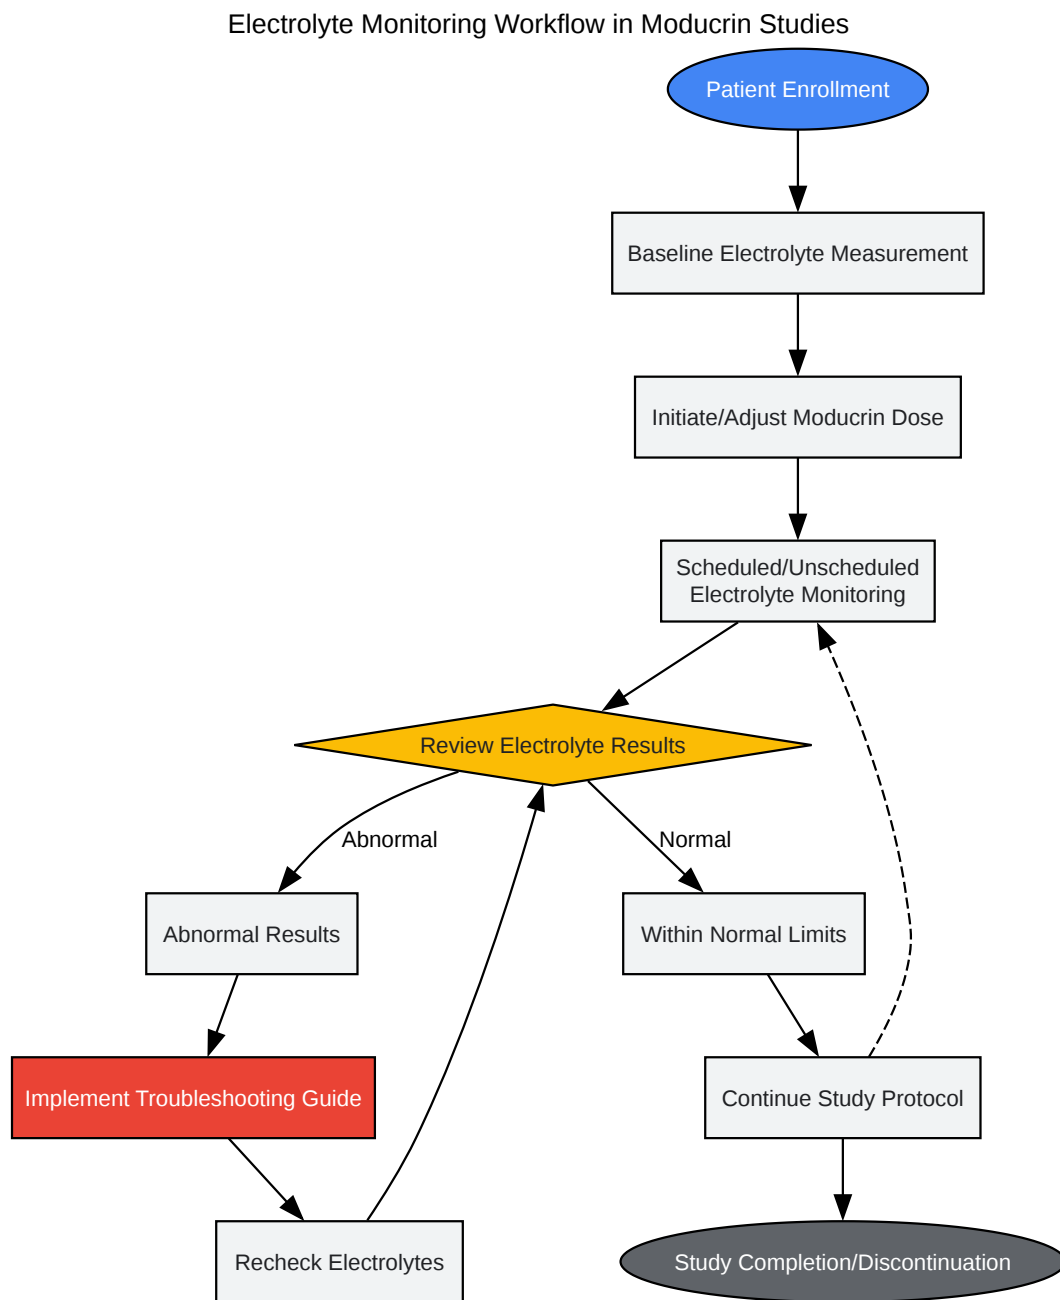 Electrolyte Monitoring Workflow in Moducrin Studies
Patient Enrollment
Baseline Electrolyte Measurement
Initiate/Adjust Moducrin Dose
Scheduled/Unscheduled
Electrolyte Monitoring
Review Electrolyte Results
Abnormal
Normal
Abnormal Results
Within Normal Limits
Implement Troubleshooting Guide
Continue Study Protocol
Recheck Electrolytes
Study Completion/Discontinuation